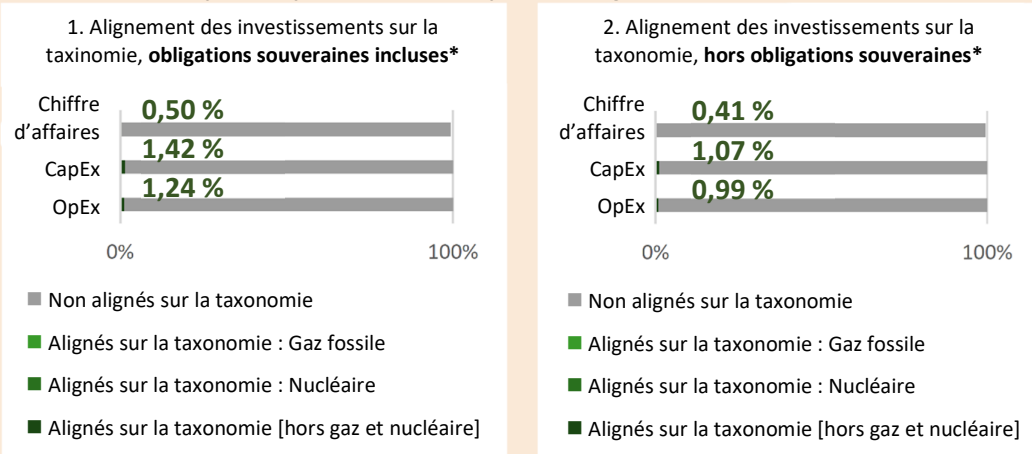 1. Alignement des investissements sur la
taxinomie, obligations souveraines incluses*
Chiffre
d'affaires
0,50 %
CapEx
1,42 %
OpEx
1,24 %
0%
100%
Non alignés sur la taxonomie
Alignés sur la taxonomie : Gaz fossile
Alignés sur la taxonomie : Nucléaire
Alignés sur la taxonomie [hors gaz et nucléaire]
2. Alignement des investissements sur la
taxonomie, hors obligations souveraines*
Chiffre
d'affaires
0,41 %
CapEx
1,07 %
OpEx
0,99 %
0%
100%
Non alignés sur la taxonomie
Alignés sur la taxonomie : Gaz fossile
Alignés sur la taxonomie : Nucléaire
Alignés sur la taxonomie [hors gaz et nucléaire]